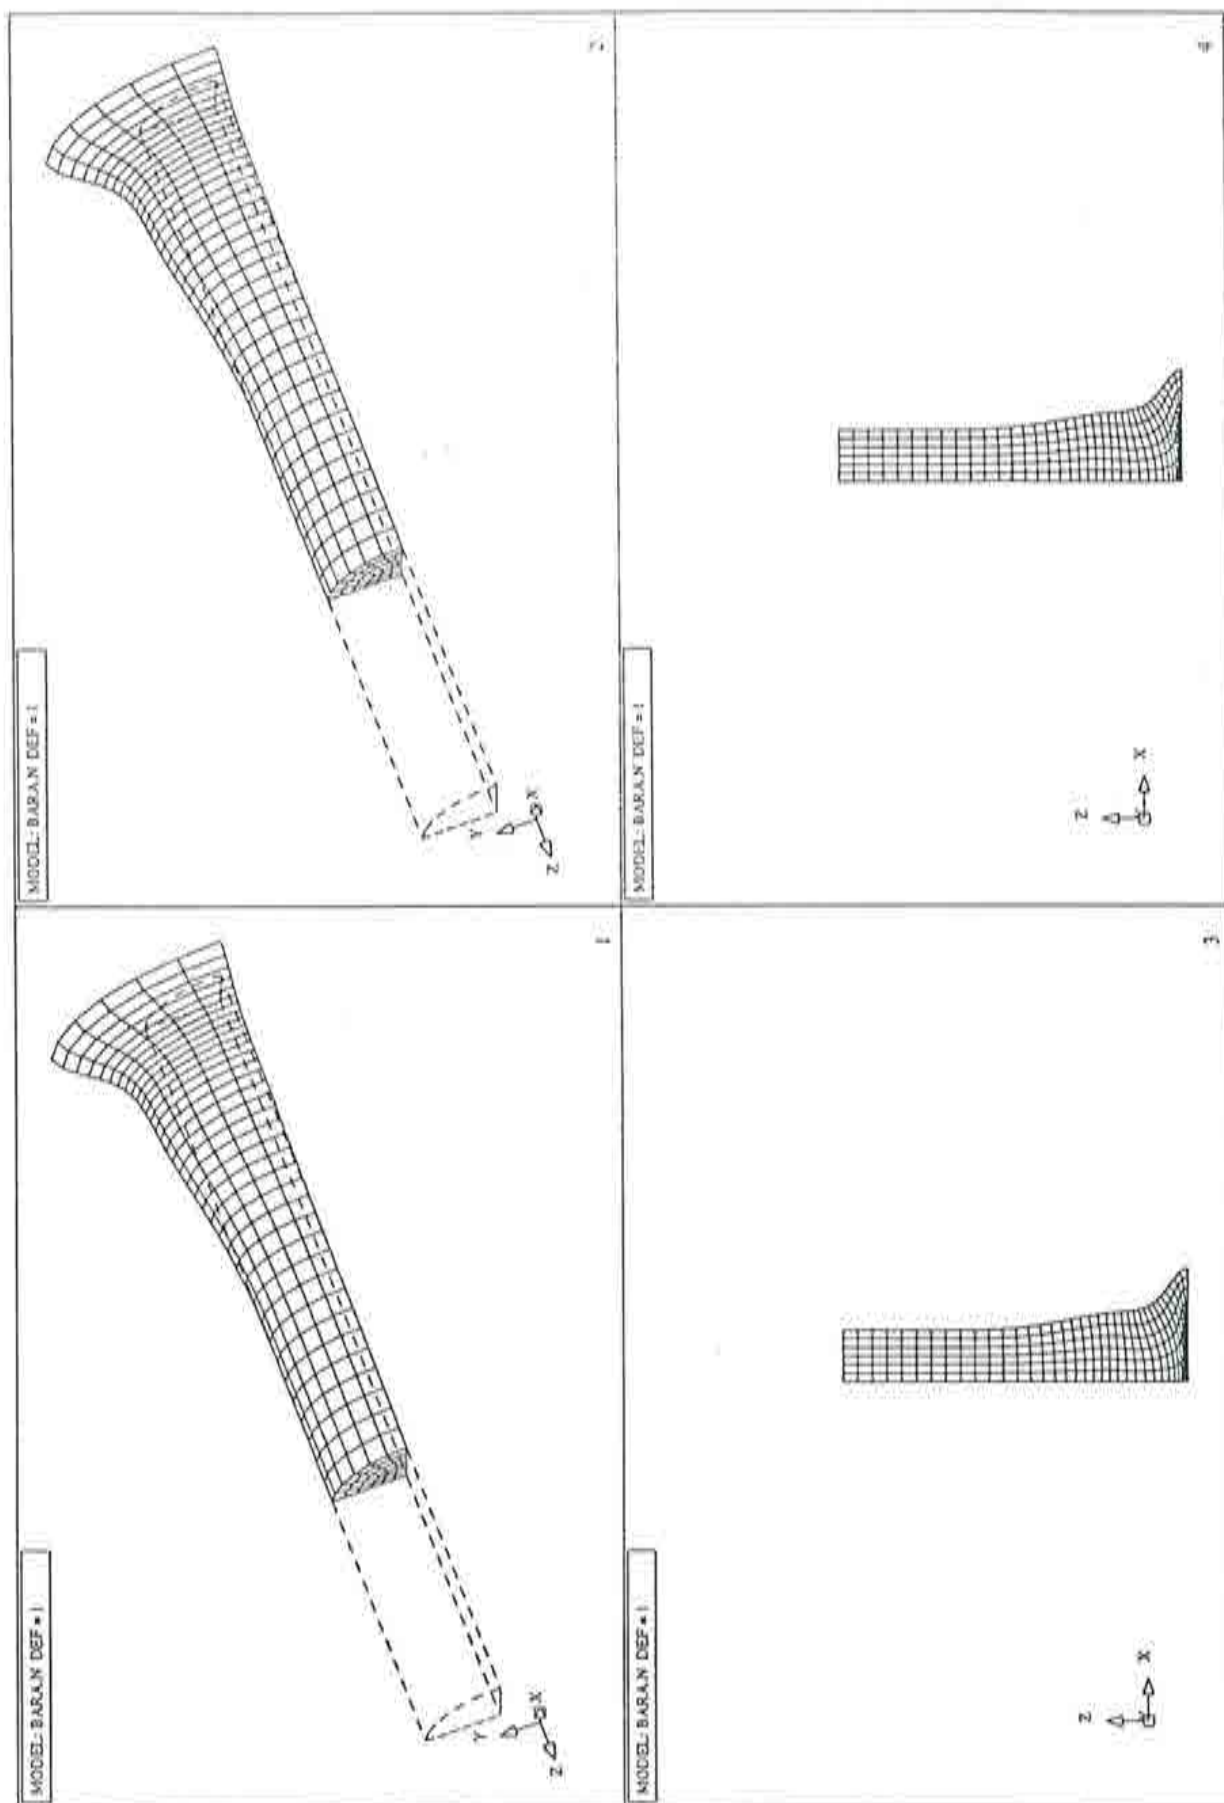 MODEL: BARAN DEF = 1
2
Y
X
Z
MODEL: BARAN DEF = 1
4
Z
X
MODEL: BARAN DEF = 1
1
Y
X
Z
MODEL: BARAN DEF = 1
3
Z
X